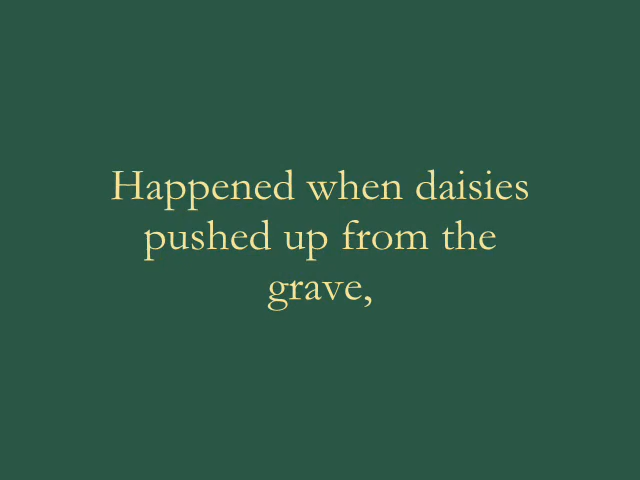 Happened when daisies
pushed up from the
grave,